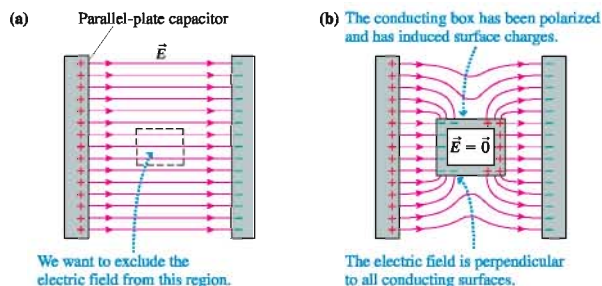 (a)
Parallel-plate capacitor
E
We want to exclude the
electric field from this region.
(b)
The conducting box has been polarized
and has induced surface charges.
E = 0
The electric field is perpendicular
to all conducting surfaces.